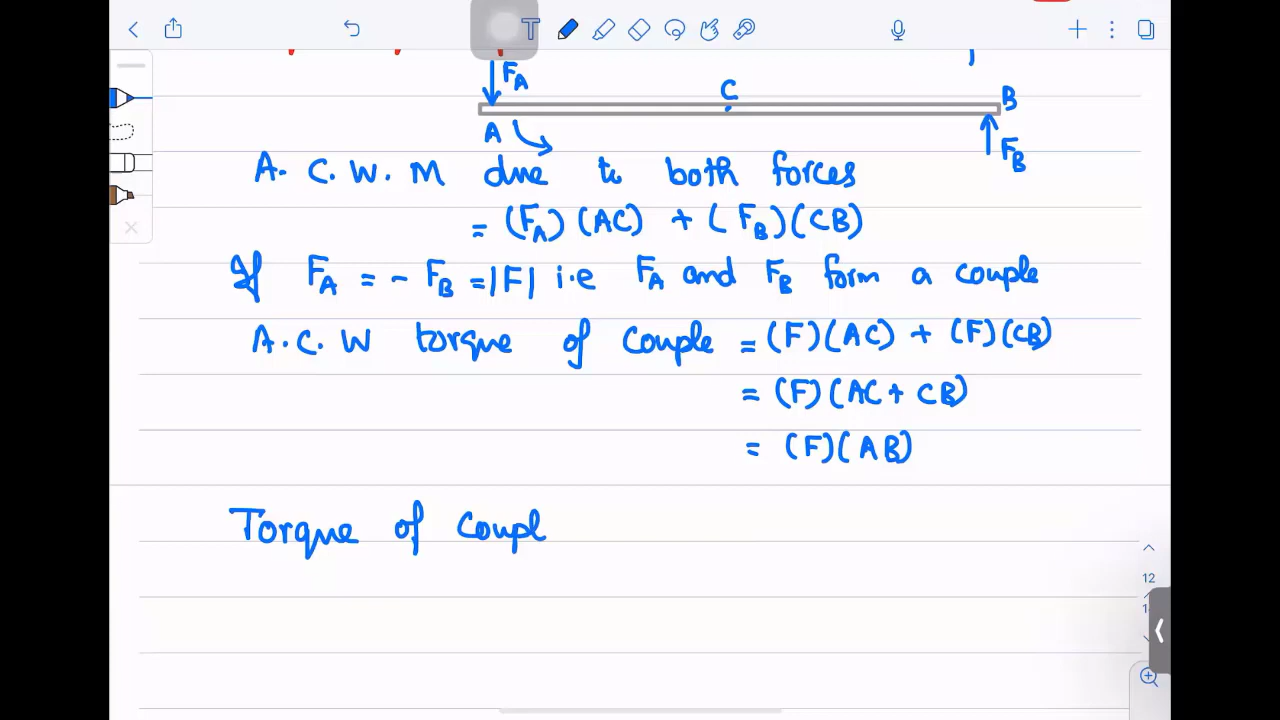 T
F_A
C
B
A
F_B
A. C. W. M due to both forces
= (F_A) (AC) + (F_B) (CB)
If F_A = - F_B = |F| i.e F_A and F_B form a couple
A.C.W torque of couple = (F) (AC) + (F) (CB)
= (F) (AC + CB)
= (F) (AB)
Torque of coupl
12